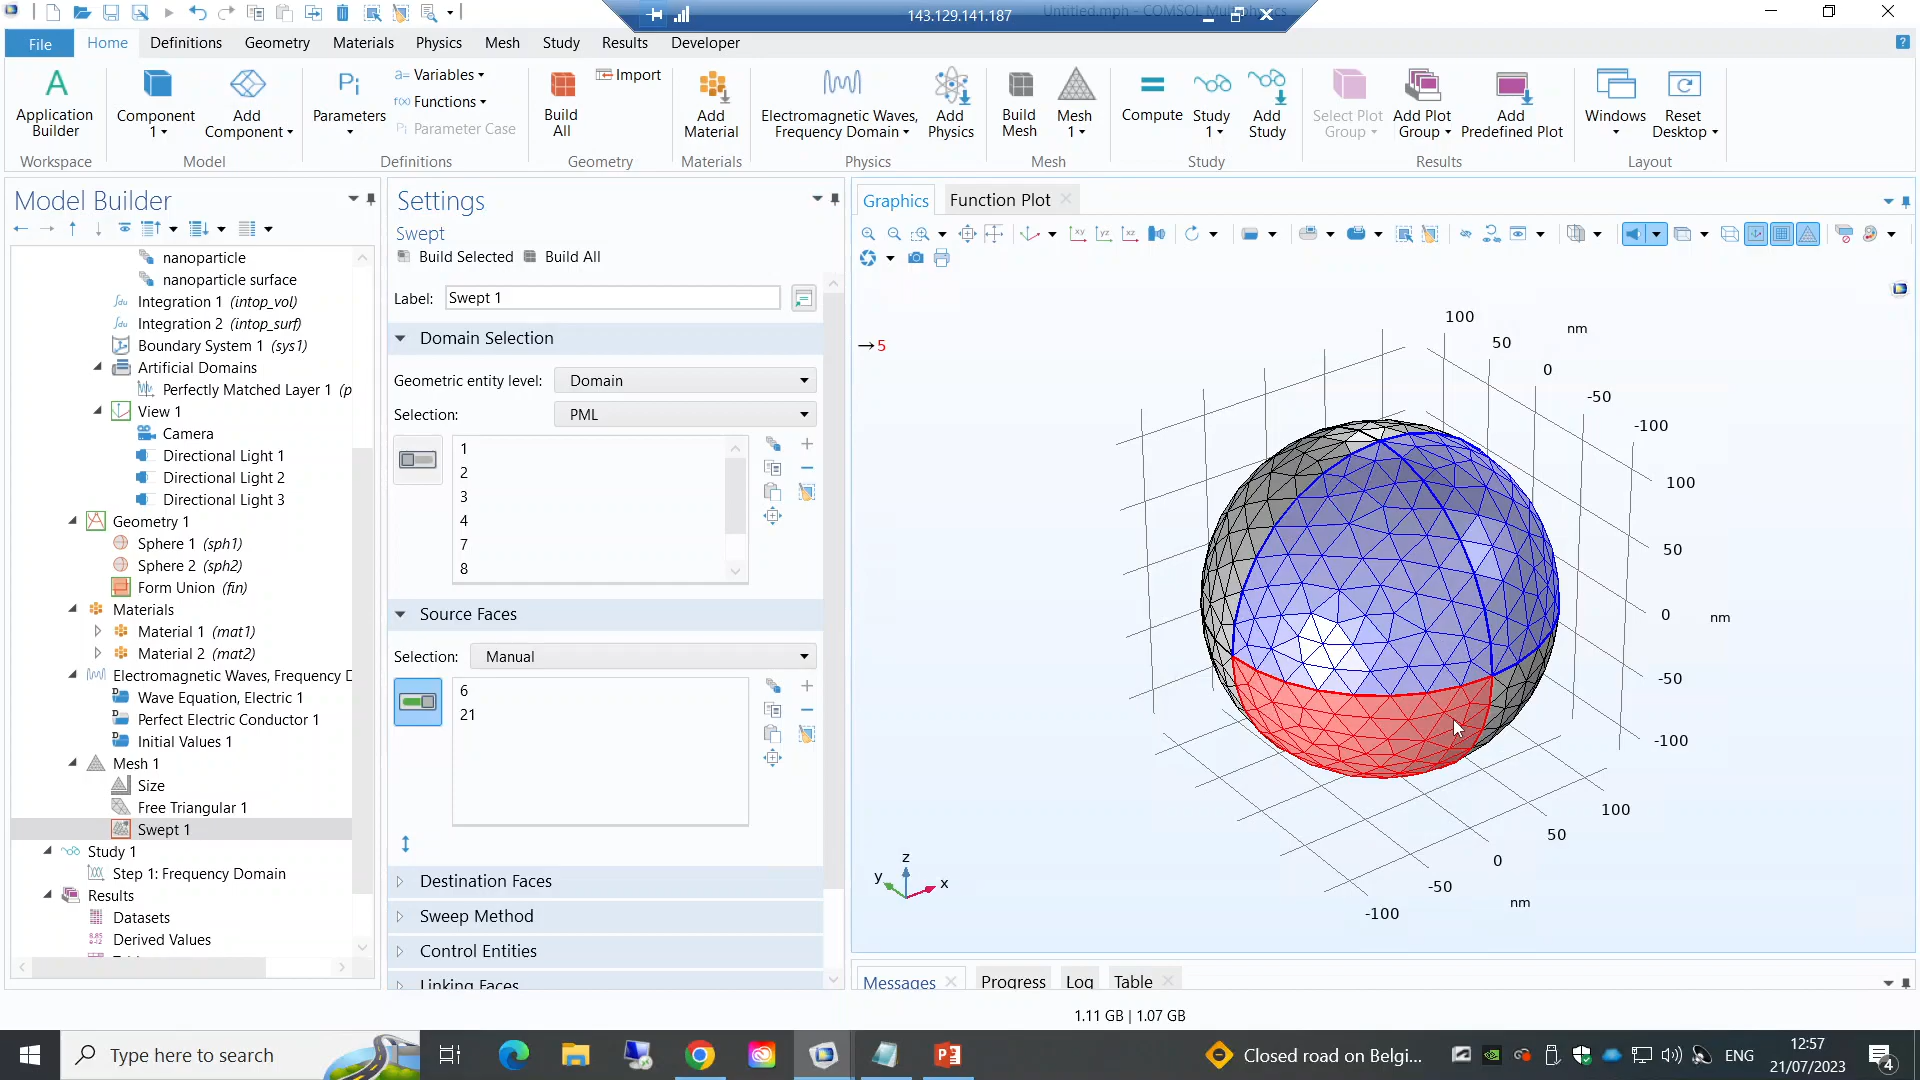 143.129.141.187
Untitled.mph - COMSOL Multiphysics
File
Home
Definitions
Geometry
Materials
Physics
Mesh
Study
Results
Developer
Application Builder
Workspace
Component 1
Add Component
Model
Pi
Parameters
a= Variables
f(x) Functions
Pi Parameter Case
Definitions
Build All
Import
Geometry
Add Material
Materials
Electromagnetic Waves, Frequency Domain
Add Physics
Physics
Build Mesh
Mesh 1
Mesh
Compute
Study 1
Add Study
Study
Select Plot Group
Add Plot Group
Add Predefined Plot
Results
Windows
Reset Desktop
Layout
Model Builder
nanoparticle
nanoparticle surface
Integration 1 (intop_vol)
Integration 2 (intop_surf)
Boundary System 1 (sys1)
Artificial Domains
Perfectly Matched Layer 1 (p
View 1
Camera
Directional Light 1
Directional Light 2
Directional Light 3
Geometry 1
Sphere 1 (sph1)
Sphere 2 (sph2)
Form Union (fin)
Materials
Material 1 (mat1)
Material 2 (mat2)
Electromagnetic Waves, Frequency D
Wave Equation, Electric 1
Perfect Electric Conductor 1
Initial Values 1
Mesh 1
Size
Free Triangular 1
Swept 1
Study 1
Step 1: Frequency Domain
Results
Datasets
Derived Values
Settings
Swept
Build Selected
Build All
Label: Swept 1
Domain Selection
Geometric entity level: Domain
Selection: PML
1
2
3
4
7
8
Source Faces
Selection: Manual
6
21
Destination Faces
Sweep Method
Control Entities
Linking Faces
Graphics
Function Plot
→5
100
50
0
-50
-100
nm
100
50
0
-50
-100
nm
100
50
0
-50
-100
nm
z
y
x
Messages
Progress
Log
Table
1.11 GB | 1.07 GB
Type here to search
Closed road on Belgi...
ENG
12:57
21/07/2023
4